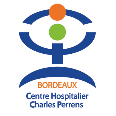 BORDEAUX
Centre Hospitalier
Charles Perrens